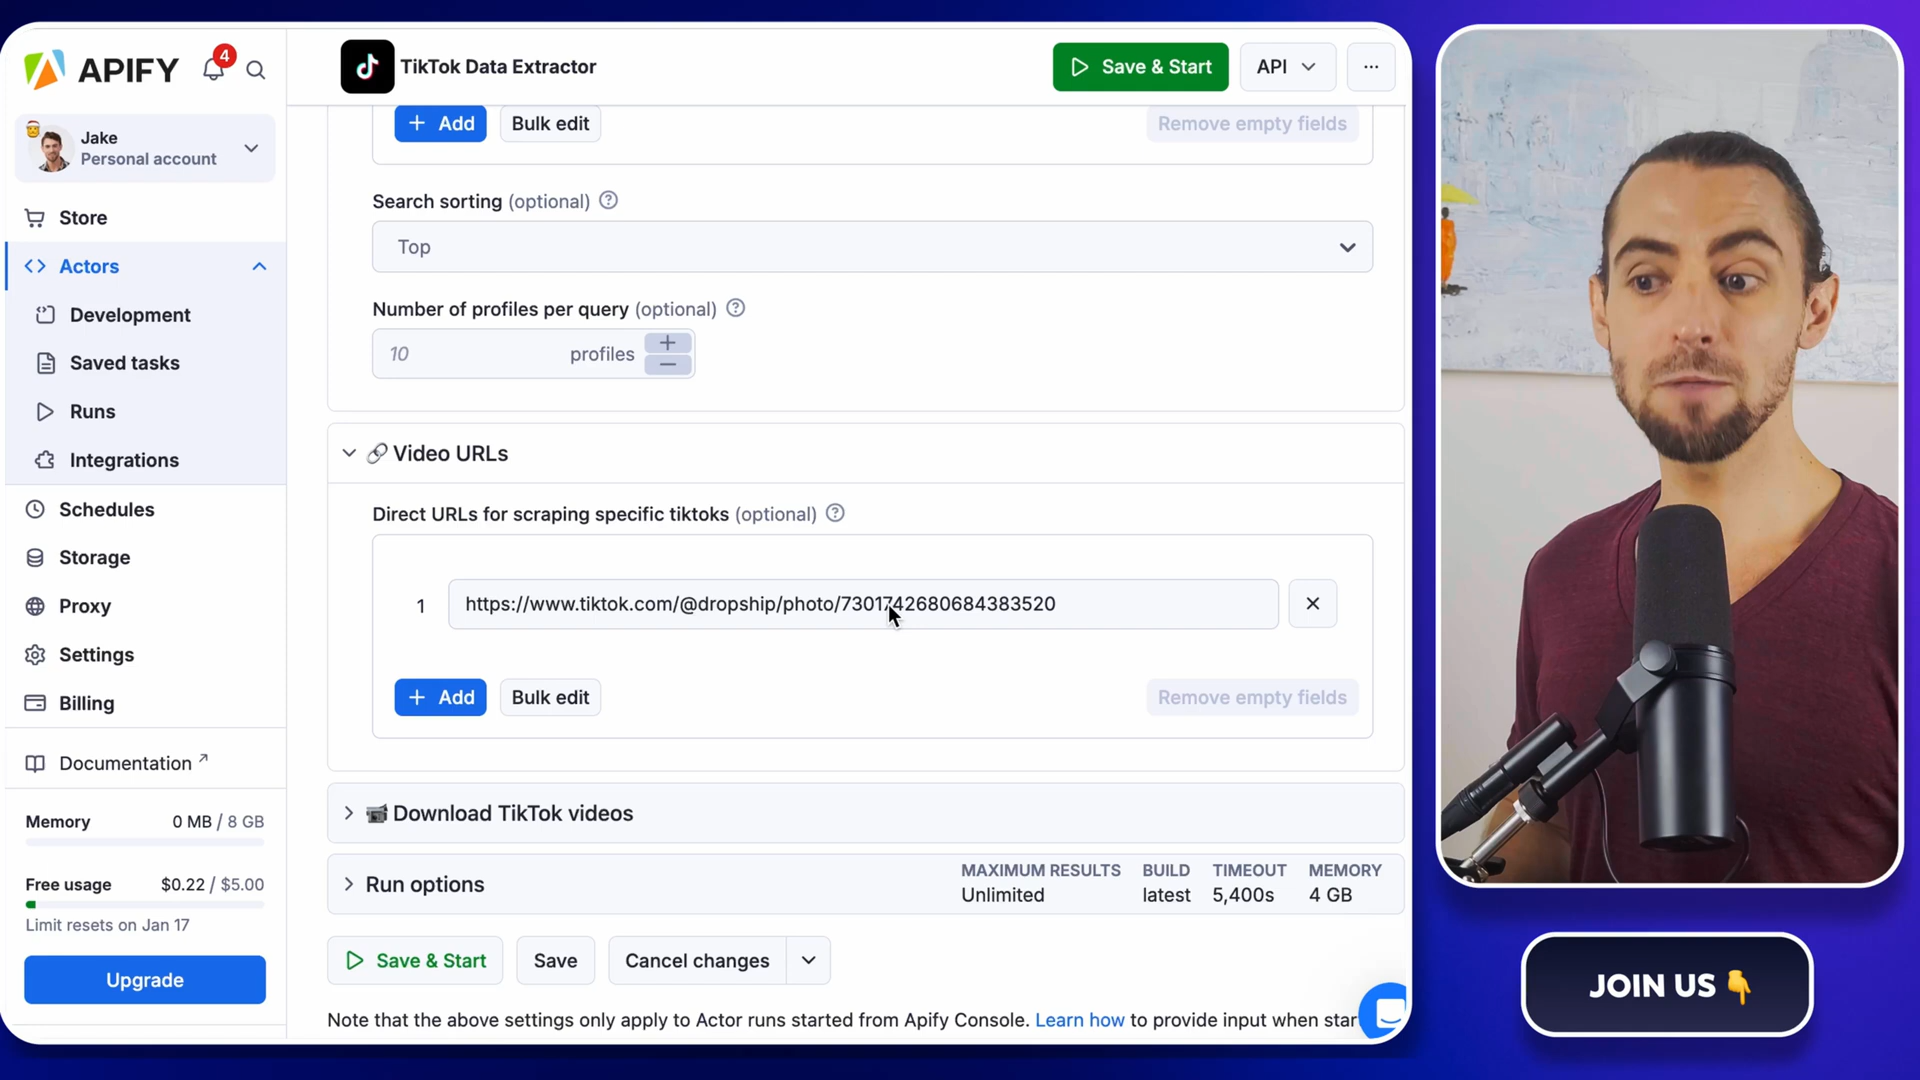 APIFY
4
Jake
Personal account
Store
Actors
Development
Saved tasks
Runs
Integrations
Schedules
Storage
Proxy
Settings
Billing
Documentation
Memory 0 MB / 8 GB
Free usage $0.22 / $5.00
Limit resets on Jan 17
Upgrade
TikTok Data Extractor
Save & Start
API
...
+ Add
Bulk edit
Remove empty fields
Search sorting (optional)
Top
Number of profiles per query (optional)
10 profiles
Video URLs
Direct URLs for scraping specific tiktoks (optional)
1 https://www.tiktok.com/@dropship/photo/7301742680684383520
+ Add
Bulk edit
Remove empty fields
Download TikTok videos
Run options
MAXIMUM RESULTS
Unlimited
BUILD
latest
TIMEOUT
5,400s
MEMORY
4 GB
Save & Start
Save
Cancel changes
Note that the above settings only apply to Actor runs started from Apify Console. Learn how to provide input when star
JOIN US